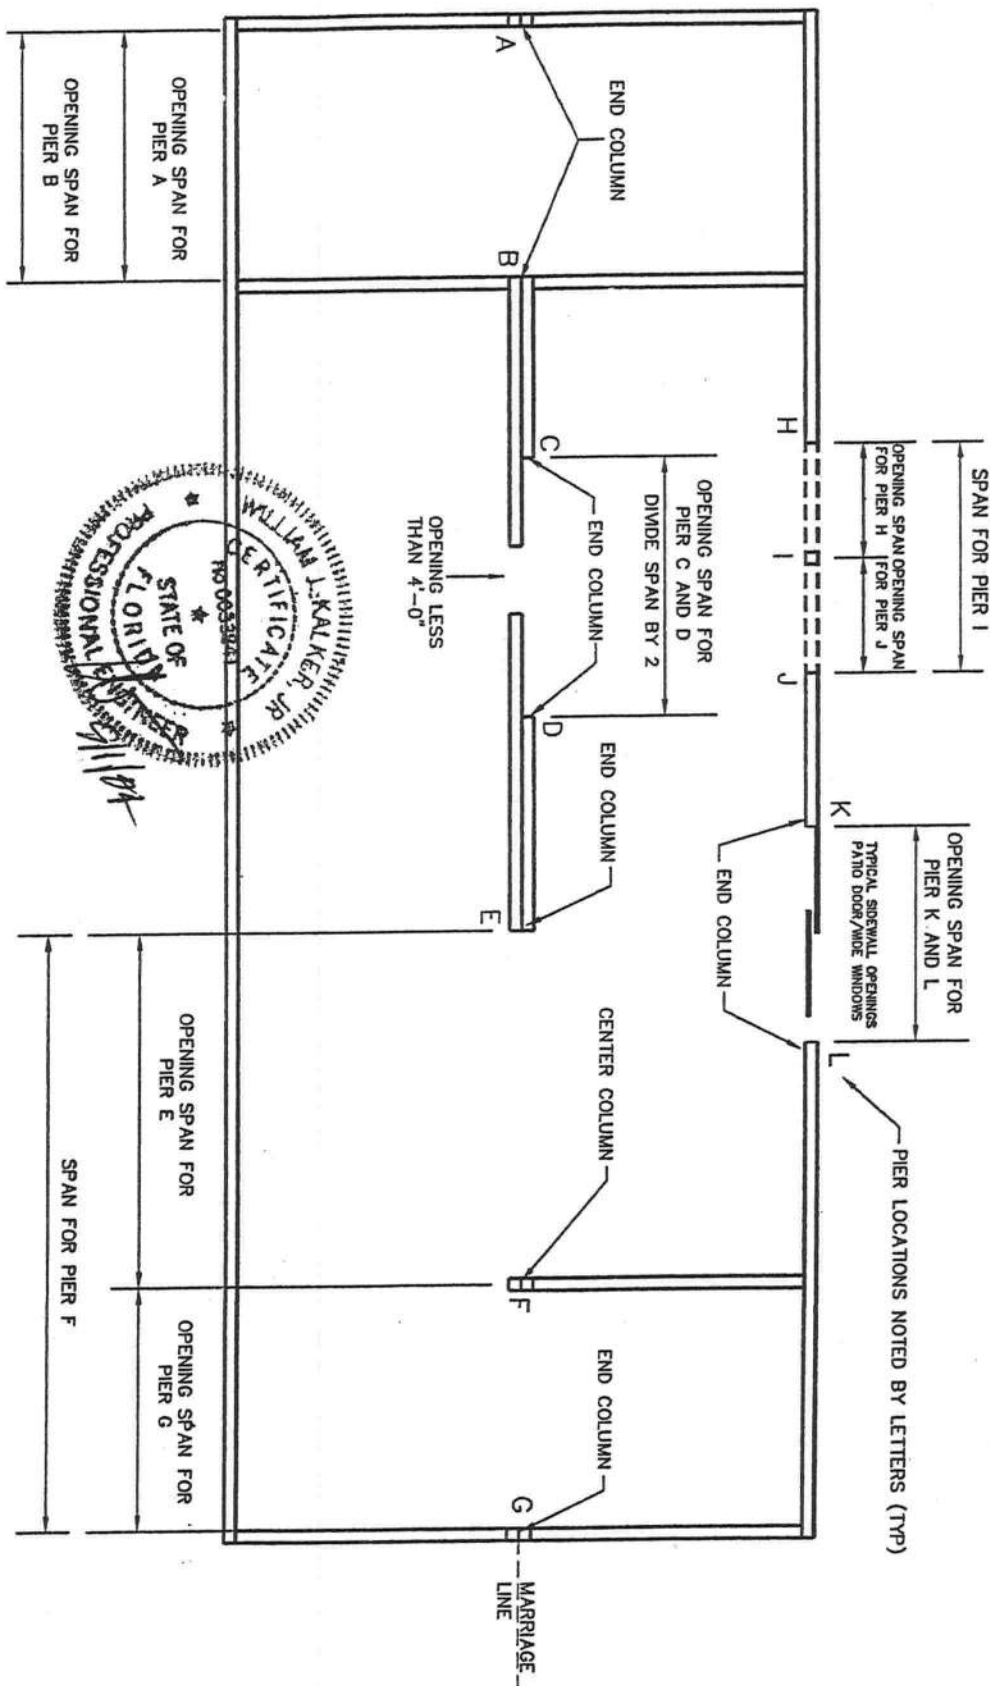 SPAN FOR PIER I
OPENING SPAN
FOR PIER H
OPENING SPAN
FOR PIER J
H
I
J
K
L
OPENING SPAN FOR
PIER K AND L
TYPICAL SIDEWALL OPENINGS
PATIO DOOR/WIDE WINDOWS
PIER LOCATIONS NOTED BY LETTERS (TYP)
END COLUMN
END COLUMN
OPENING SPAN FOR
PIER C AND D
DIVIDE SPAN BY 2
END COLUMN
END COLUMN
CENTER COLUMN
END COLUMN
A
B
C
D
E
F
G
MARRIAGE
LINE
OPENING LESS
THAN 4'-0"
OPENING SPAN FOR
PIER A
OPENING SPAN FOR
PIER B
OPENING SPAN FOR
PIER E
OPENING SPAN FOR
PIER G
SPAN FOR PIER F
WILLIAM J. KALKER, JR
CERTIFICATE
STATE OF
FLORIDA
PROFESSIONAL ENGINEER